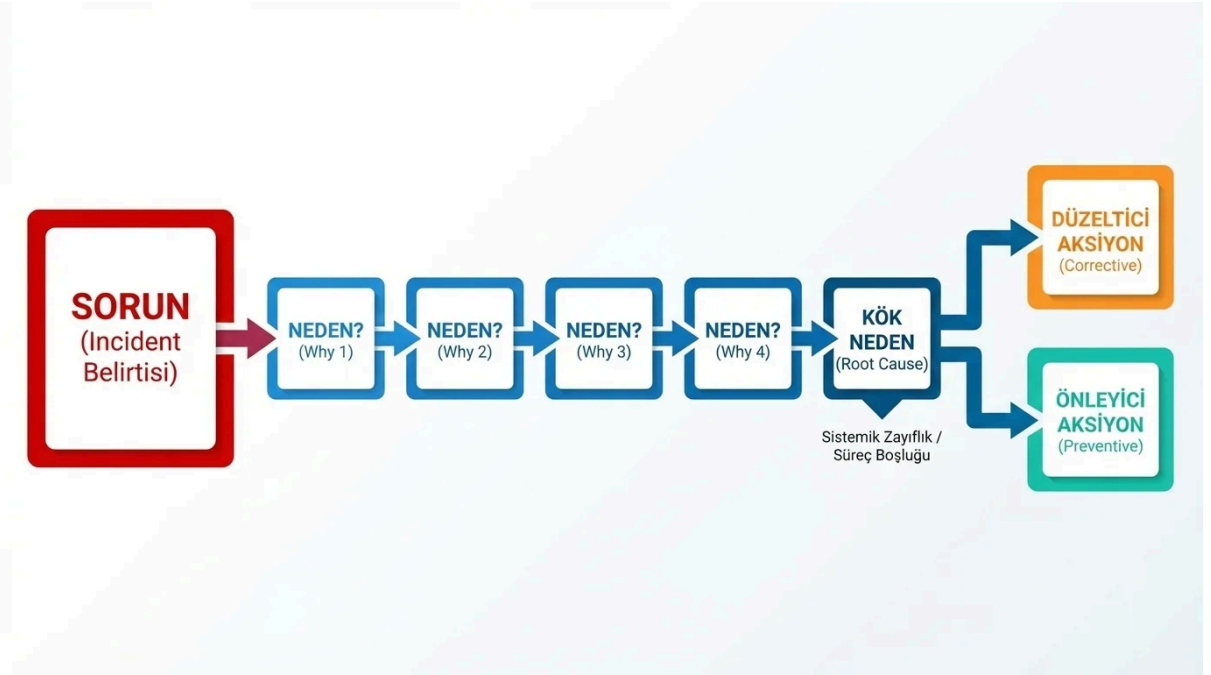 SORUN
(Incident
Belirtisi)
NEDEN?
(Why 1)
NEDEN?
(Why 2)
NEDEN?
(Why 3)
NEDEN?
(Why 4)
KÖK
NEDEN
(Root Cause)
Sistemik Zayıflık /
Süreç Boşluğu
DÜZELTİCİ
AKSİYON
(Corrective)
ÖNLEYİCİ
AKSİYON
(Preventive)